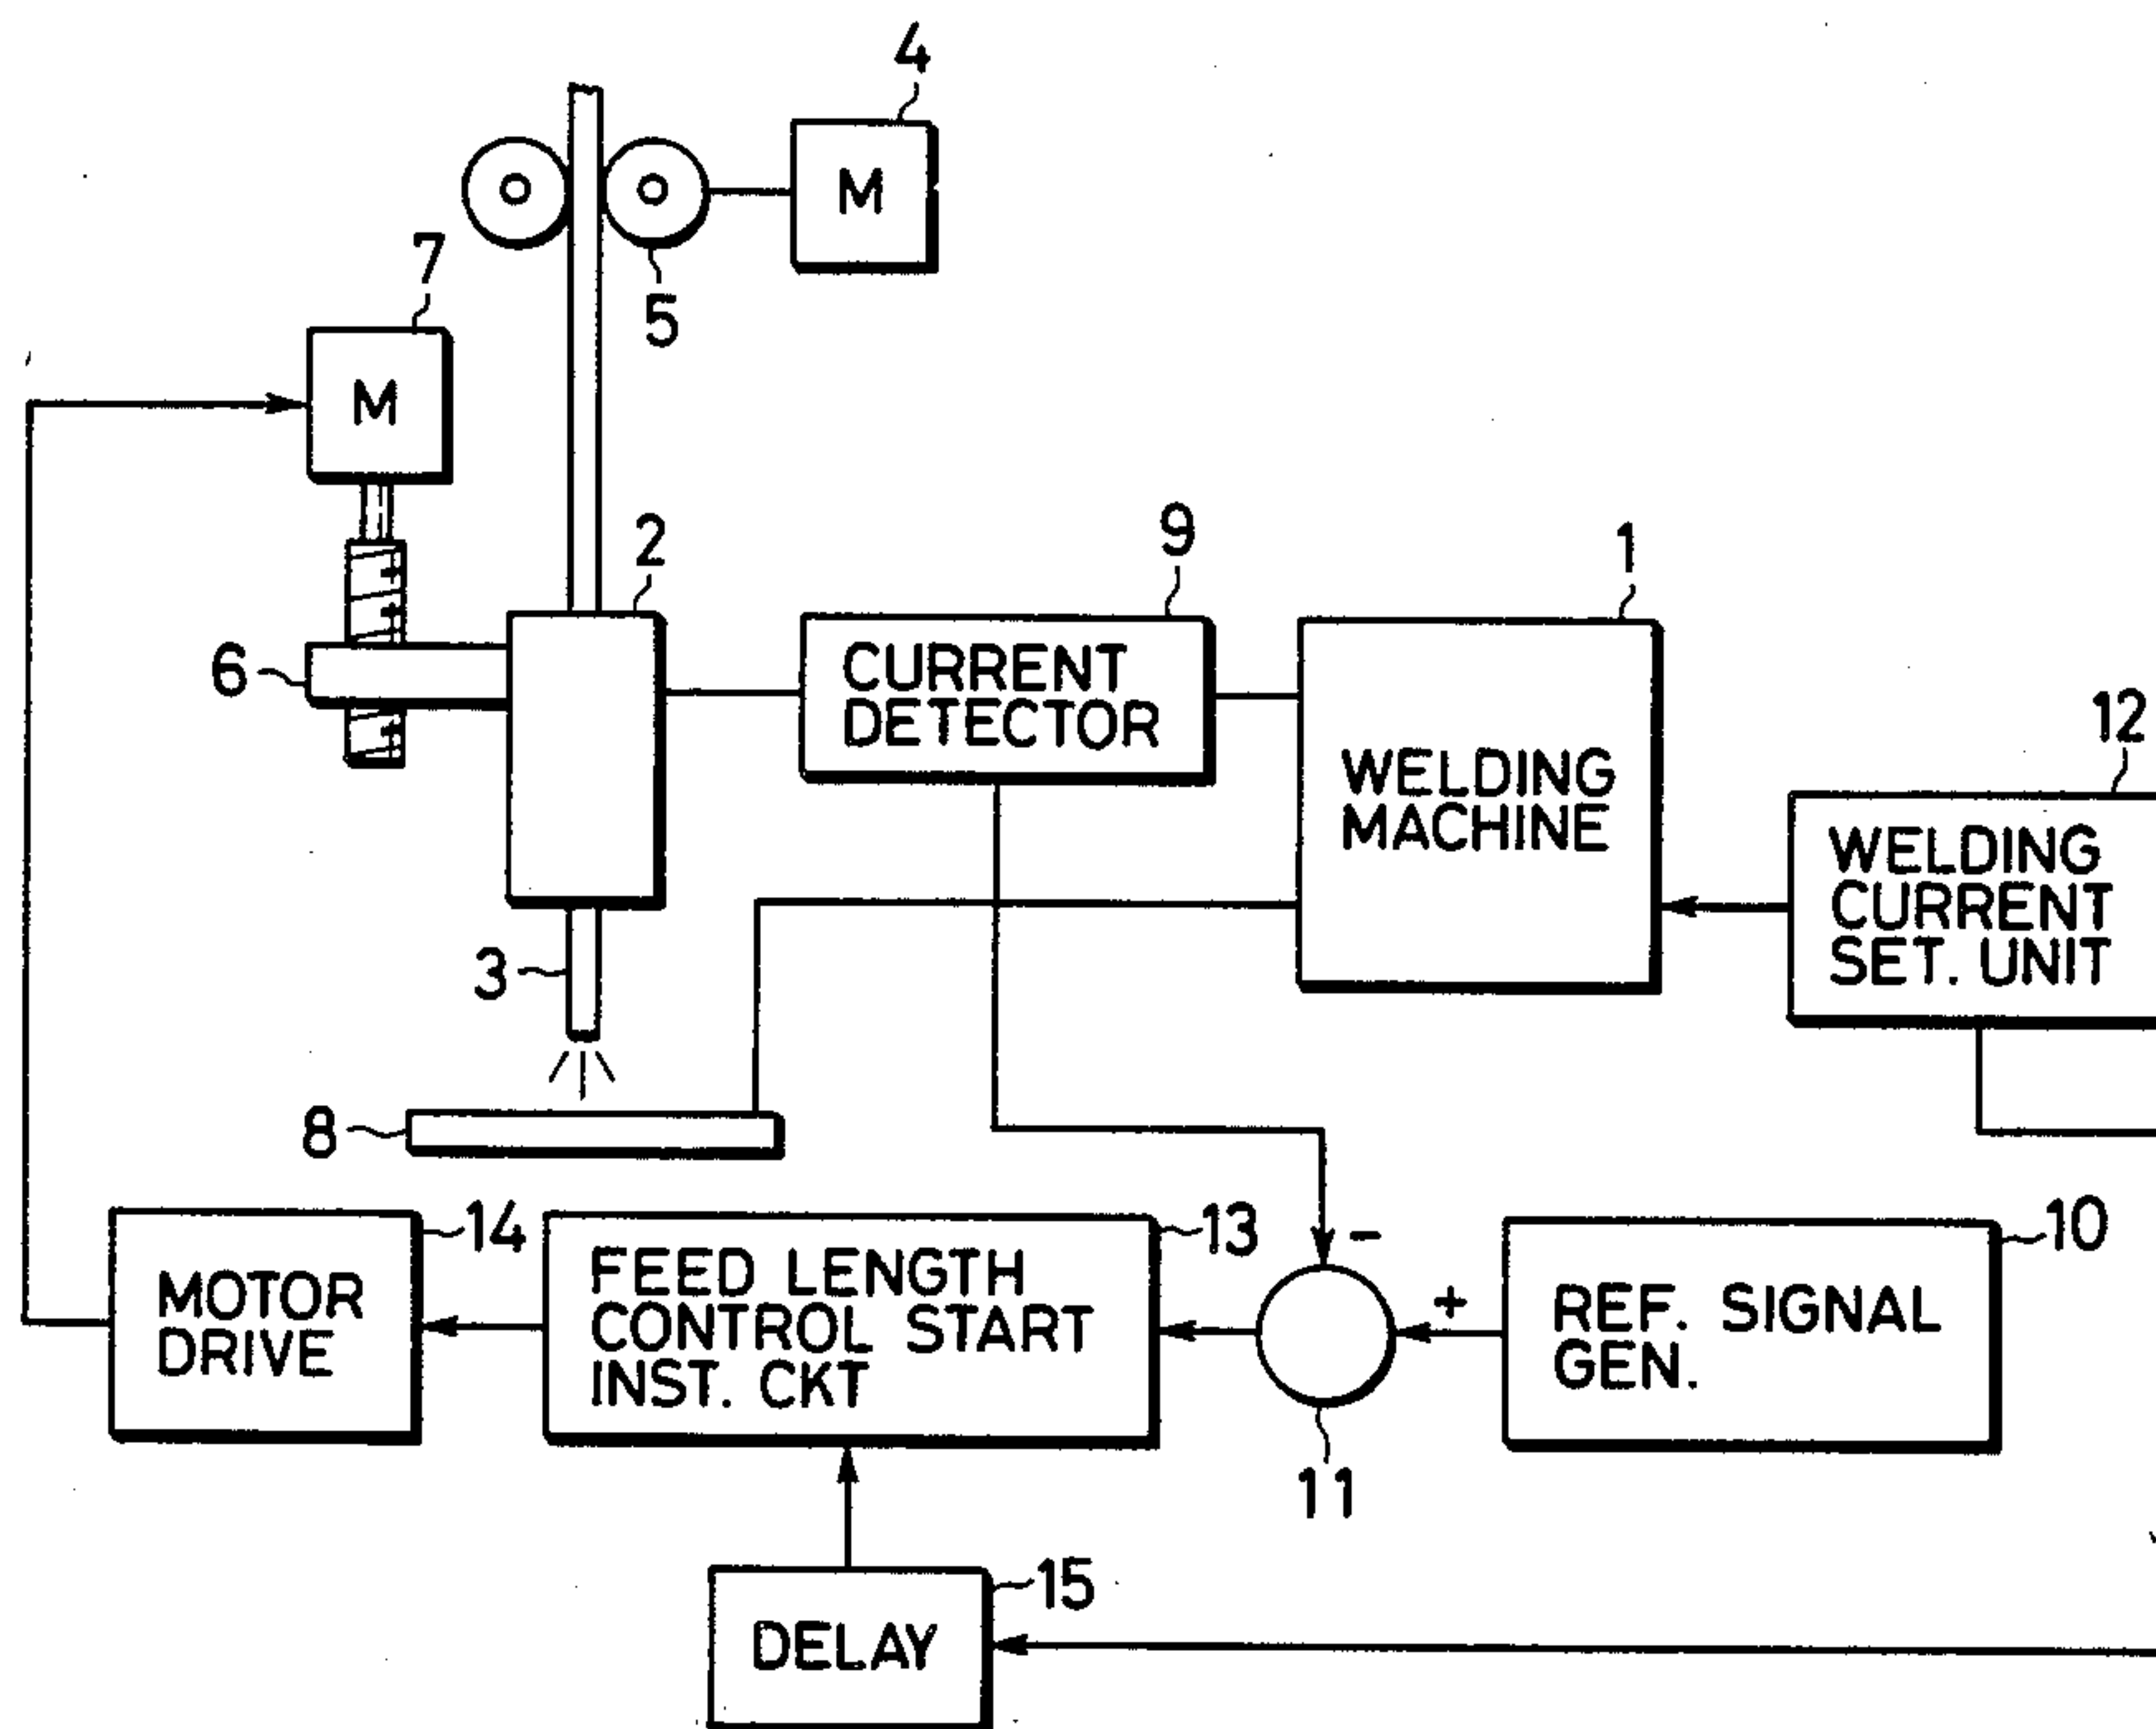 4
M
7
5
M
2
9
1
6
CURRENT
DETECTOR
12
WELDING
MACHINE
WELDING
CURRENT
SET. UNIT
3
8
14
13
10
-
+
MOTOR
DRIVE
FEED LENGTH
CONTROL START
INST. CKT
REF. SIGNAL
GEN.
11
15
DELAY